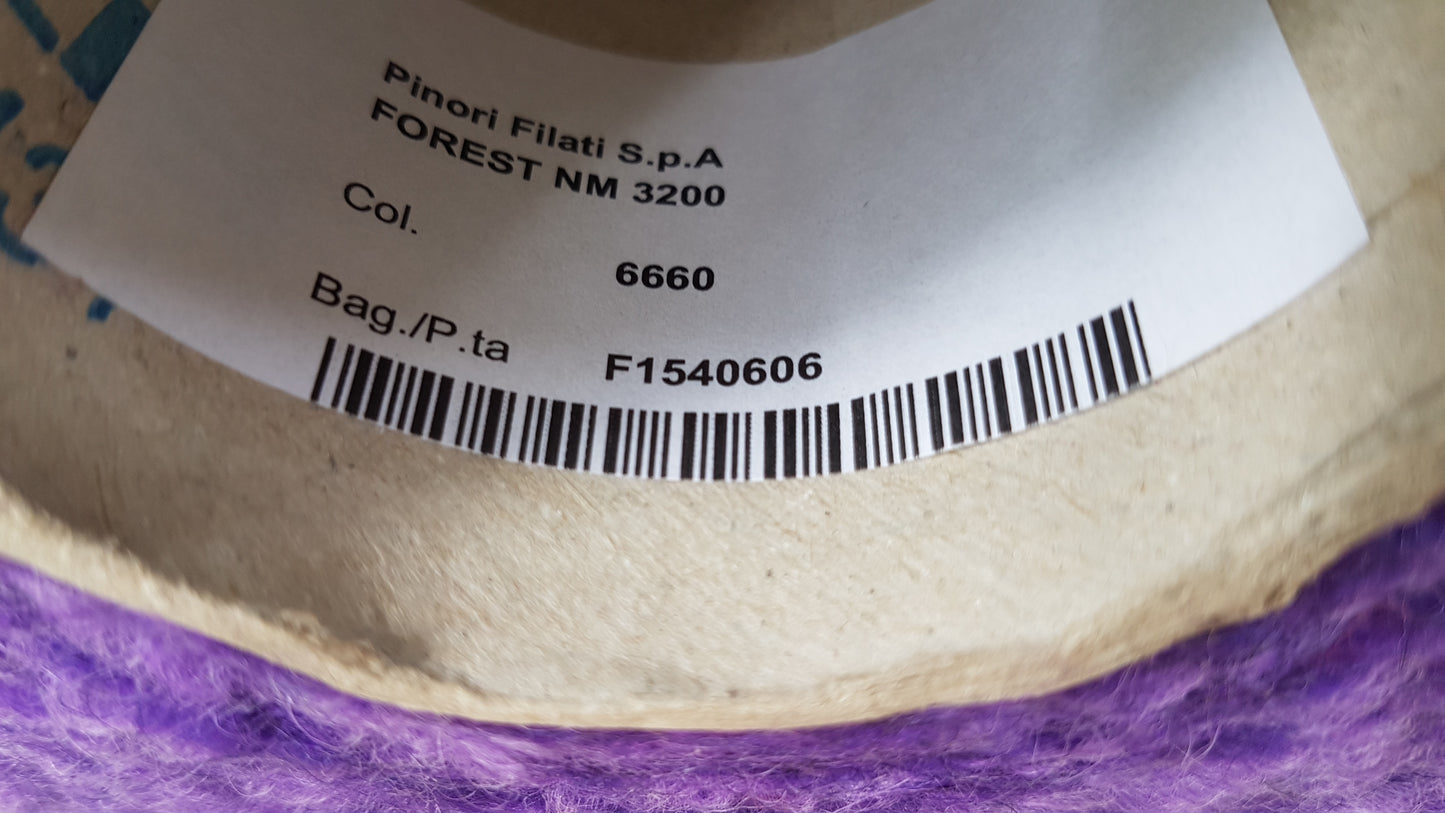 Pinori Filati S.p.A
FOREST NM 3200
Col.
6660
Bag./P.ta F1540606